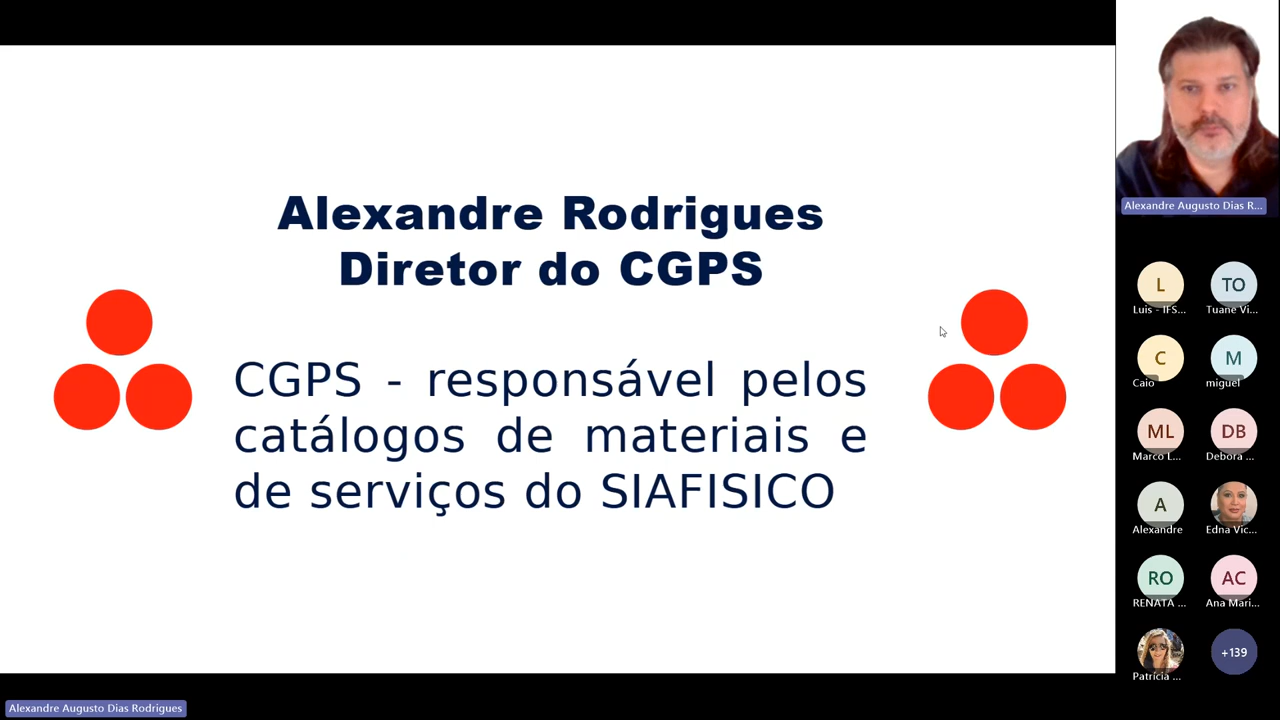 Alexandre Rodrigues
Diretor do CGPS
CGPS - responsável pelos
catálogos de materiais e
de serviços do SIAFISICO
Alexandre Augusto Dias R...
L
TO
Luis - IFS...
Tuane Vi...
C
M
Caio
miguel
ML
DB
Marco L...
Debora ...
A
Alexandre
Edna Vic...
RO
AC
RENATA ...
Ana Mari...
+139
Patrícia ...
Alexandre Augusto Dias Rodrigues